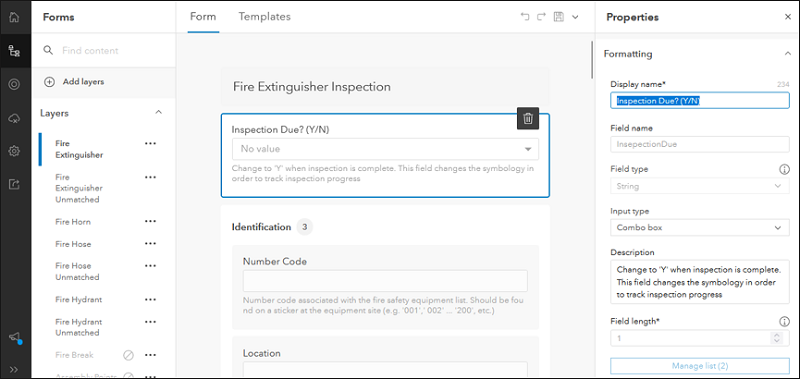 Forms
Find content
Add layers
Layers
Fire
Extinguisher
Fire
Extinguisher
Unmatched
Fire Horn
Fire Hose
Fire Hose
Unmatched
Fire Hydrant
Fire Hydrant
Unmatched
Fire Break
Assembly Points
Form
Templates
Fire Extinguisher Inspection
Inspection Due? (Y/N)
No value
Change to 'Y' when inspection is complete. This field changes the symbology in
order to track inspection progress
Identification 3
Number Code
Number code associated with the fire safety equipment list. Should be fou
nd on a sticker at the equipment site (e.g. '001',' 002' ... '200', etc.)
Location
Properties
Formatting
Display name* 234
Inspection Due? (Y/N)
Field name
InsepectionDue
Field type
String
Input type
Combo box
Description
Change to 'Y' when inspection is complete.
This field changes the symbology in order
to track inspection progress
Field length*
1
Manage list (2)